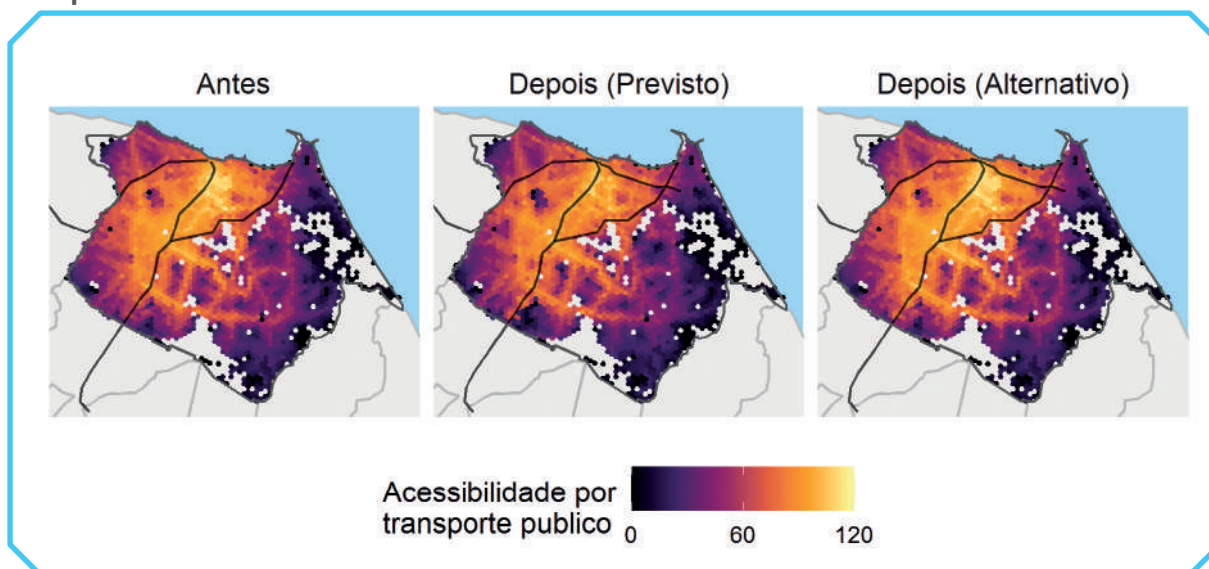 Antes
Depois (Previsto)
Depois (Alternativo)
Acessibilidade por
transporte publico
0
60
120